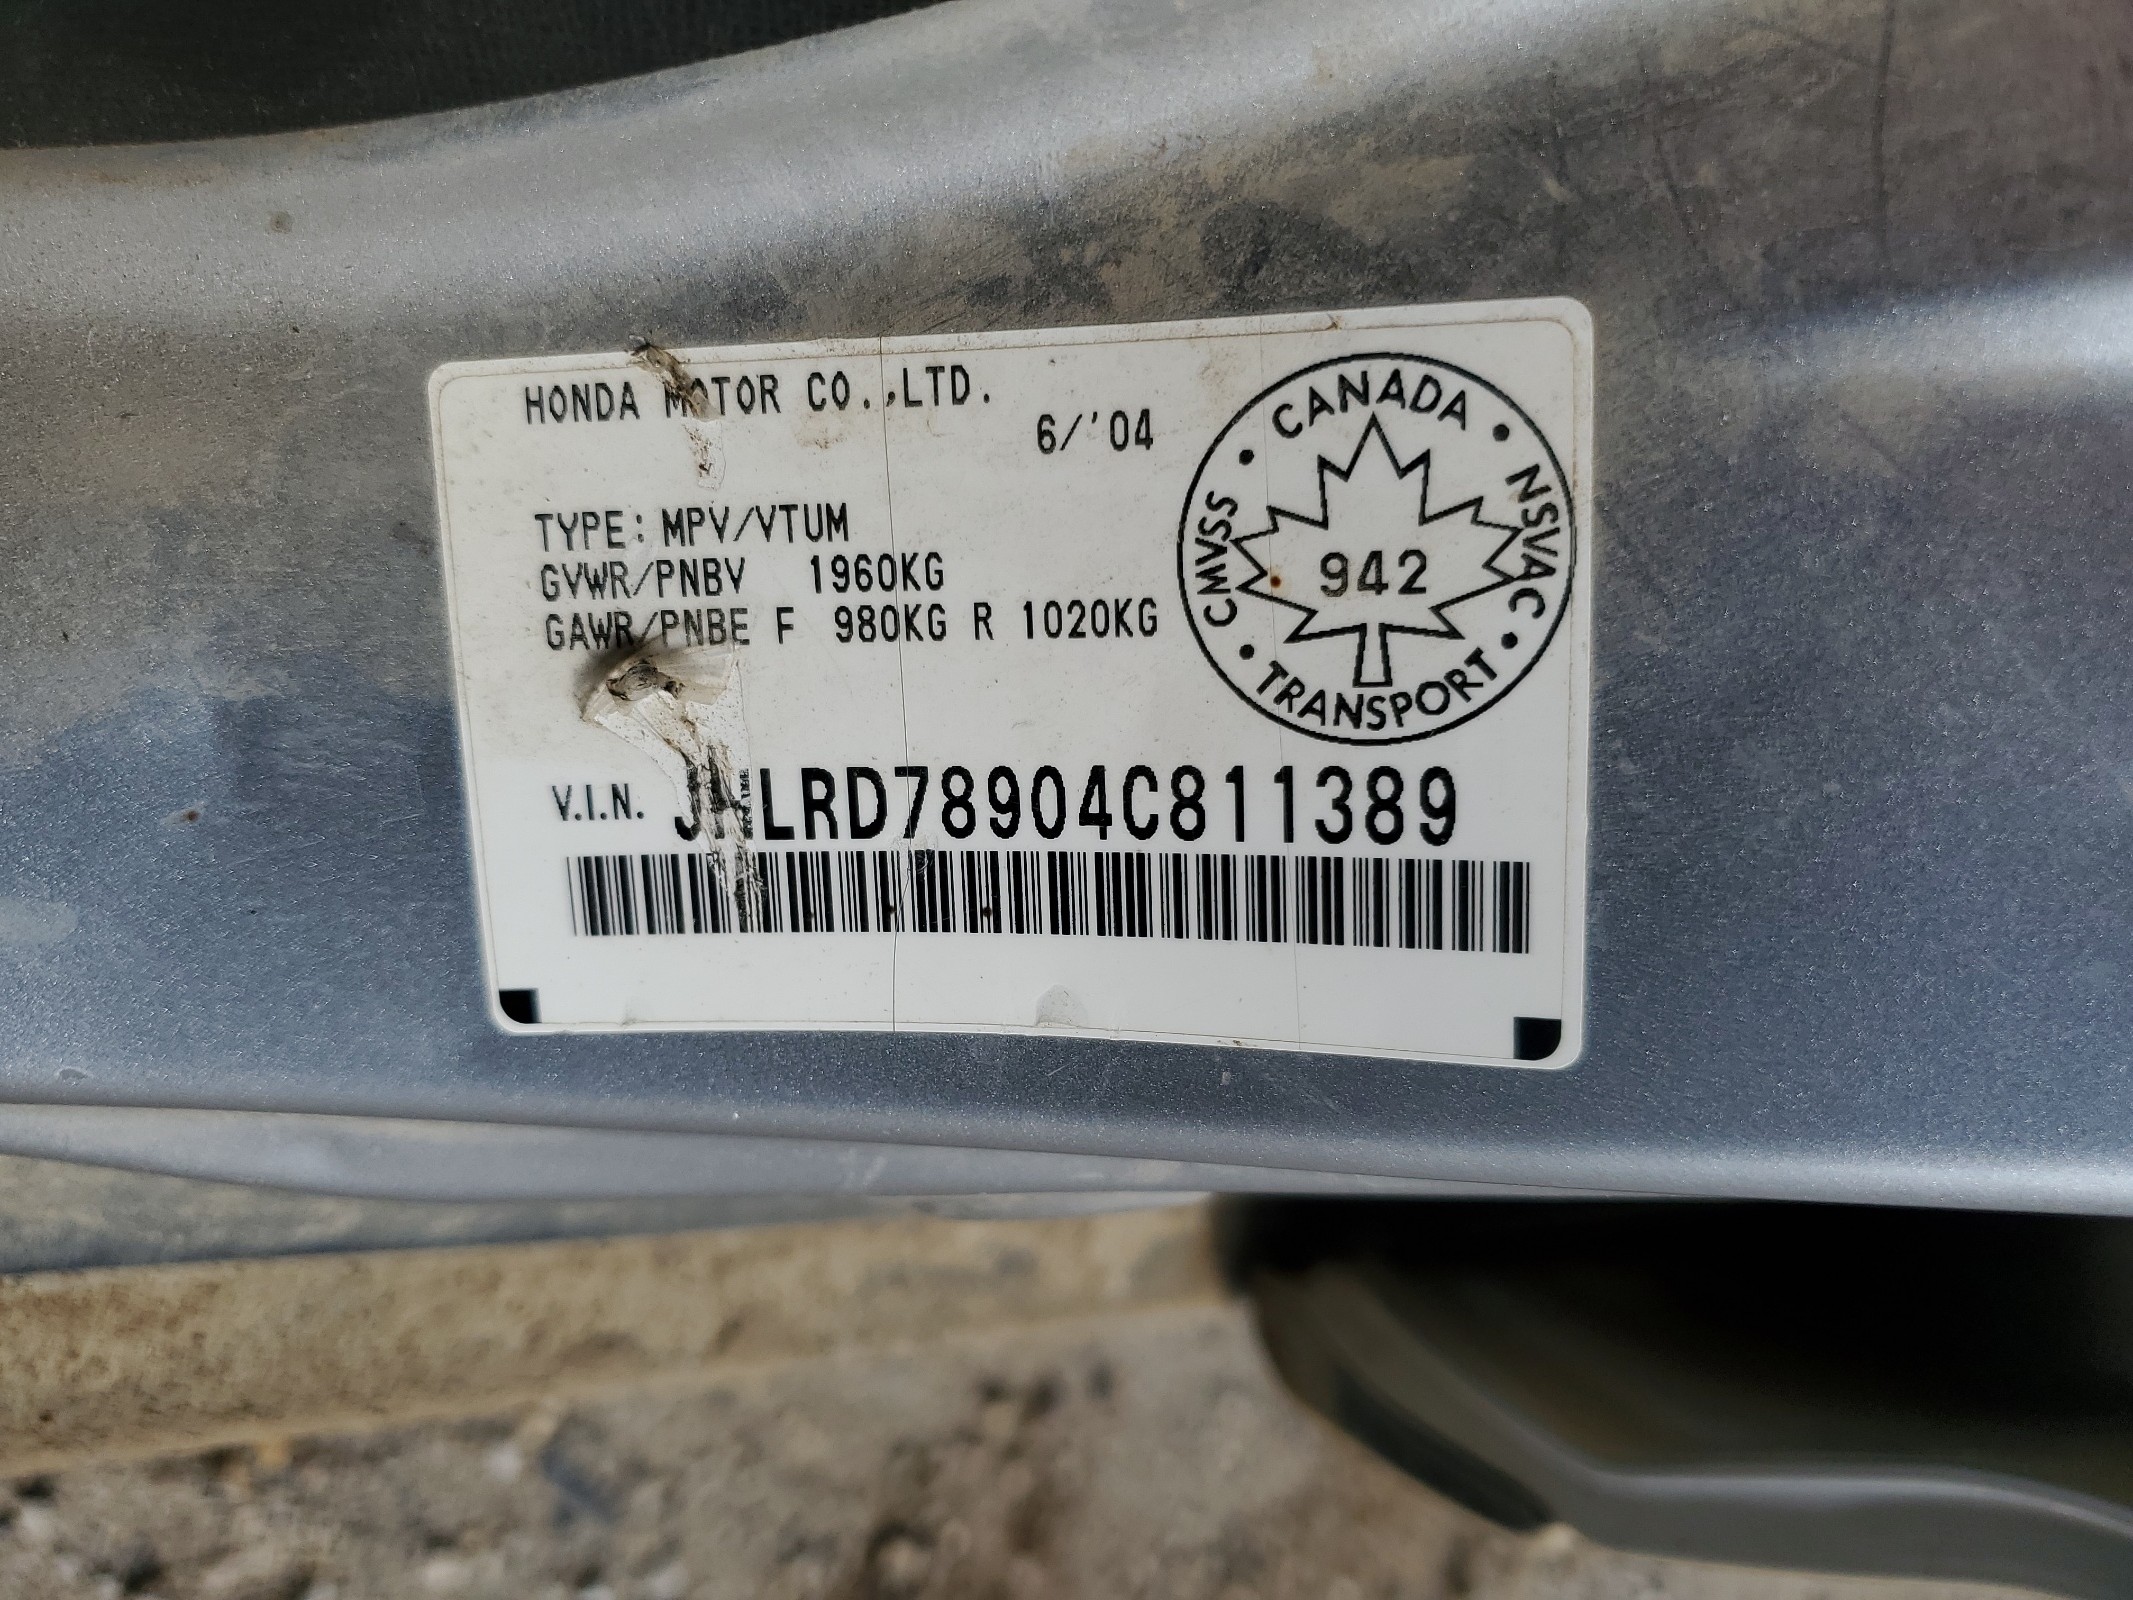 HONDA MOTOR CO.,LTD.
6/'04
TYPE: MPV/VTUM
GVWR/PNBV 1960KG
GAWR/PNBE F 980KG R 1020KG
CANADA • NSVAC • TRANSPORT • CMVSS •
942
V.I.N. JHLRD78904C811389